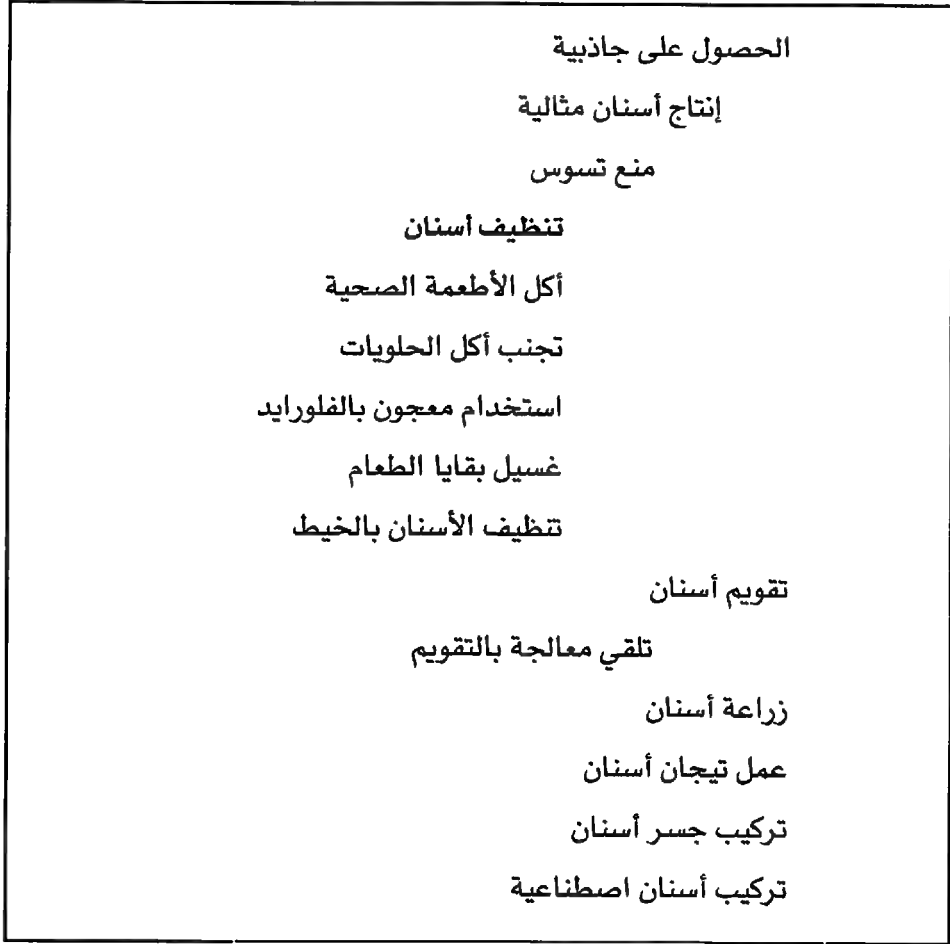 الحصول على جاذبية
إنتاج أسنان مثالية
منع تسوس
تنظيف أسنان
أكل الأطعمة الصحية
تجنب أكل الحلويات
استخدام معجون بالفلورايد
غسيل بقايا الطعام
تنظيف الأسنان بالخيط
تقويم أسنان
تلقي معالجة بالتقويم
زراعة أسنان
عمل تيجان أسنان
تركيب جسر أسنان
تركيب أسنان اصطناعية